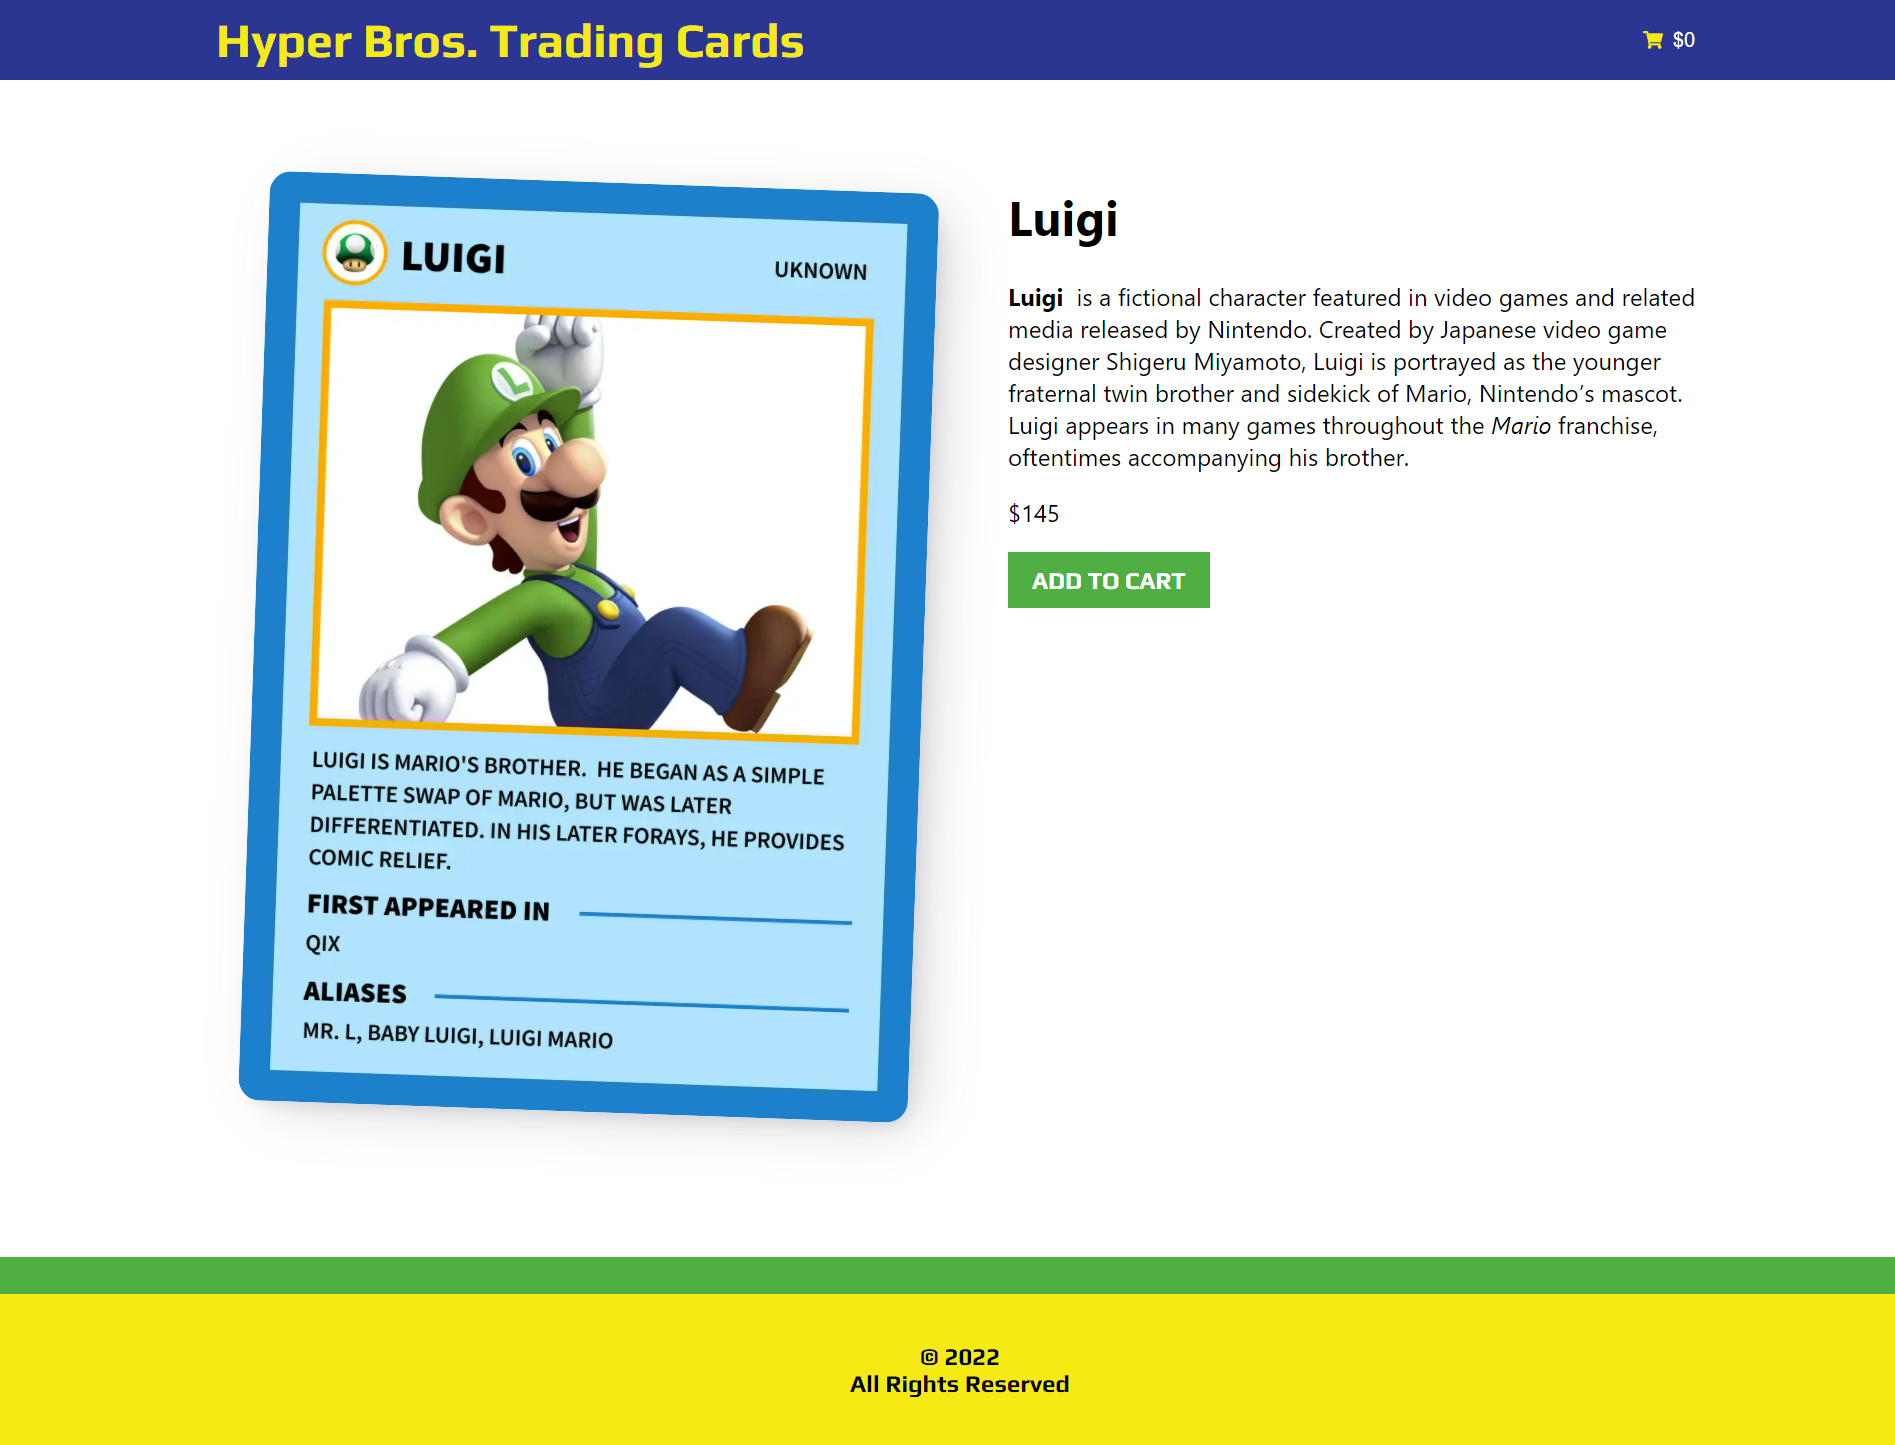 Hyper Bros. Trading Cards
$0
LUIGI
UKNOWN
L
LUIGI IS MARIO'S BROTHER.  HE BEGAN AS A SIMPLE
PALETTE SWAP OF MARIO, BUT WAS LATER
DIFFERENTIATED. IN HIS LATER FORAYS, HE PROVIDES
COMIC RELIEF.
FIRST APPEARED IN
QIX
ALIASES
MR. L, BABY LUIGI, LUIGI MARIO
Luigi
Luigi  is a fictional character featured in video games and related
media released by Nintendo. Created by Japanese video game
designer Shigeru Miyamoto, Luigi is portrayed as the younger
fraternal twin brother and sidekick of Mario, Nintendo’s mascot.
Luigi appears in many games throughout the Mario franchise,
oftentimes accompanying his brother.
$145
ADD TO CART
© 2022
All Rights Reserved